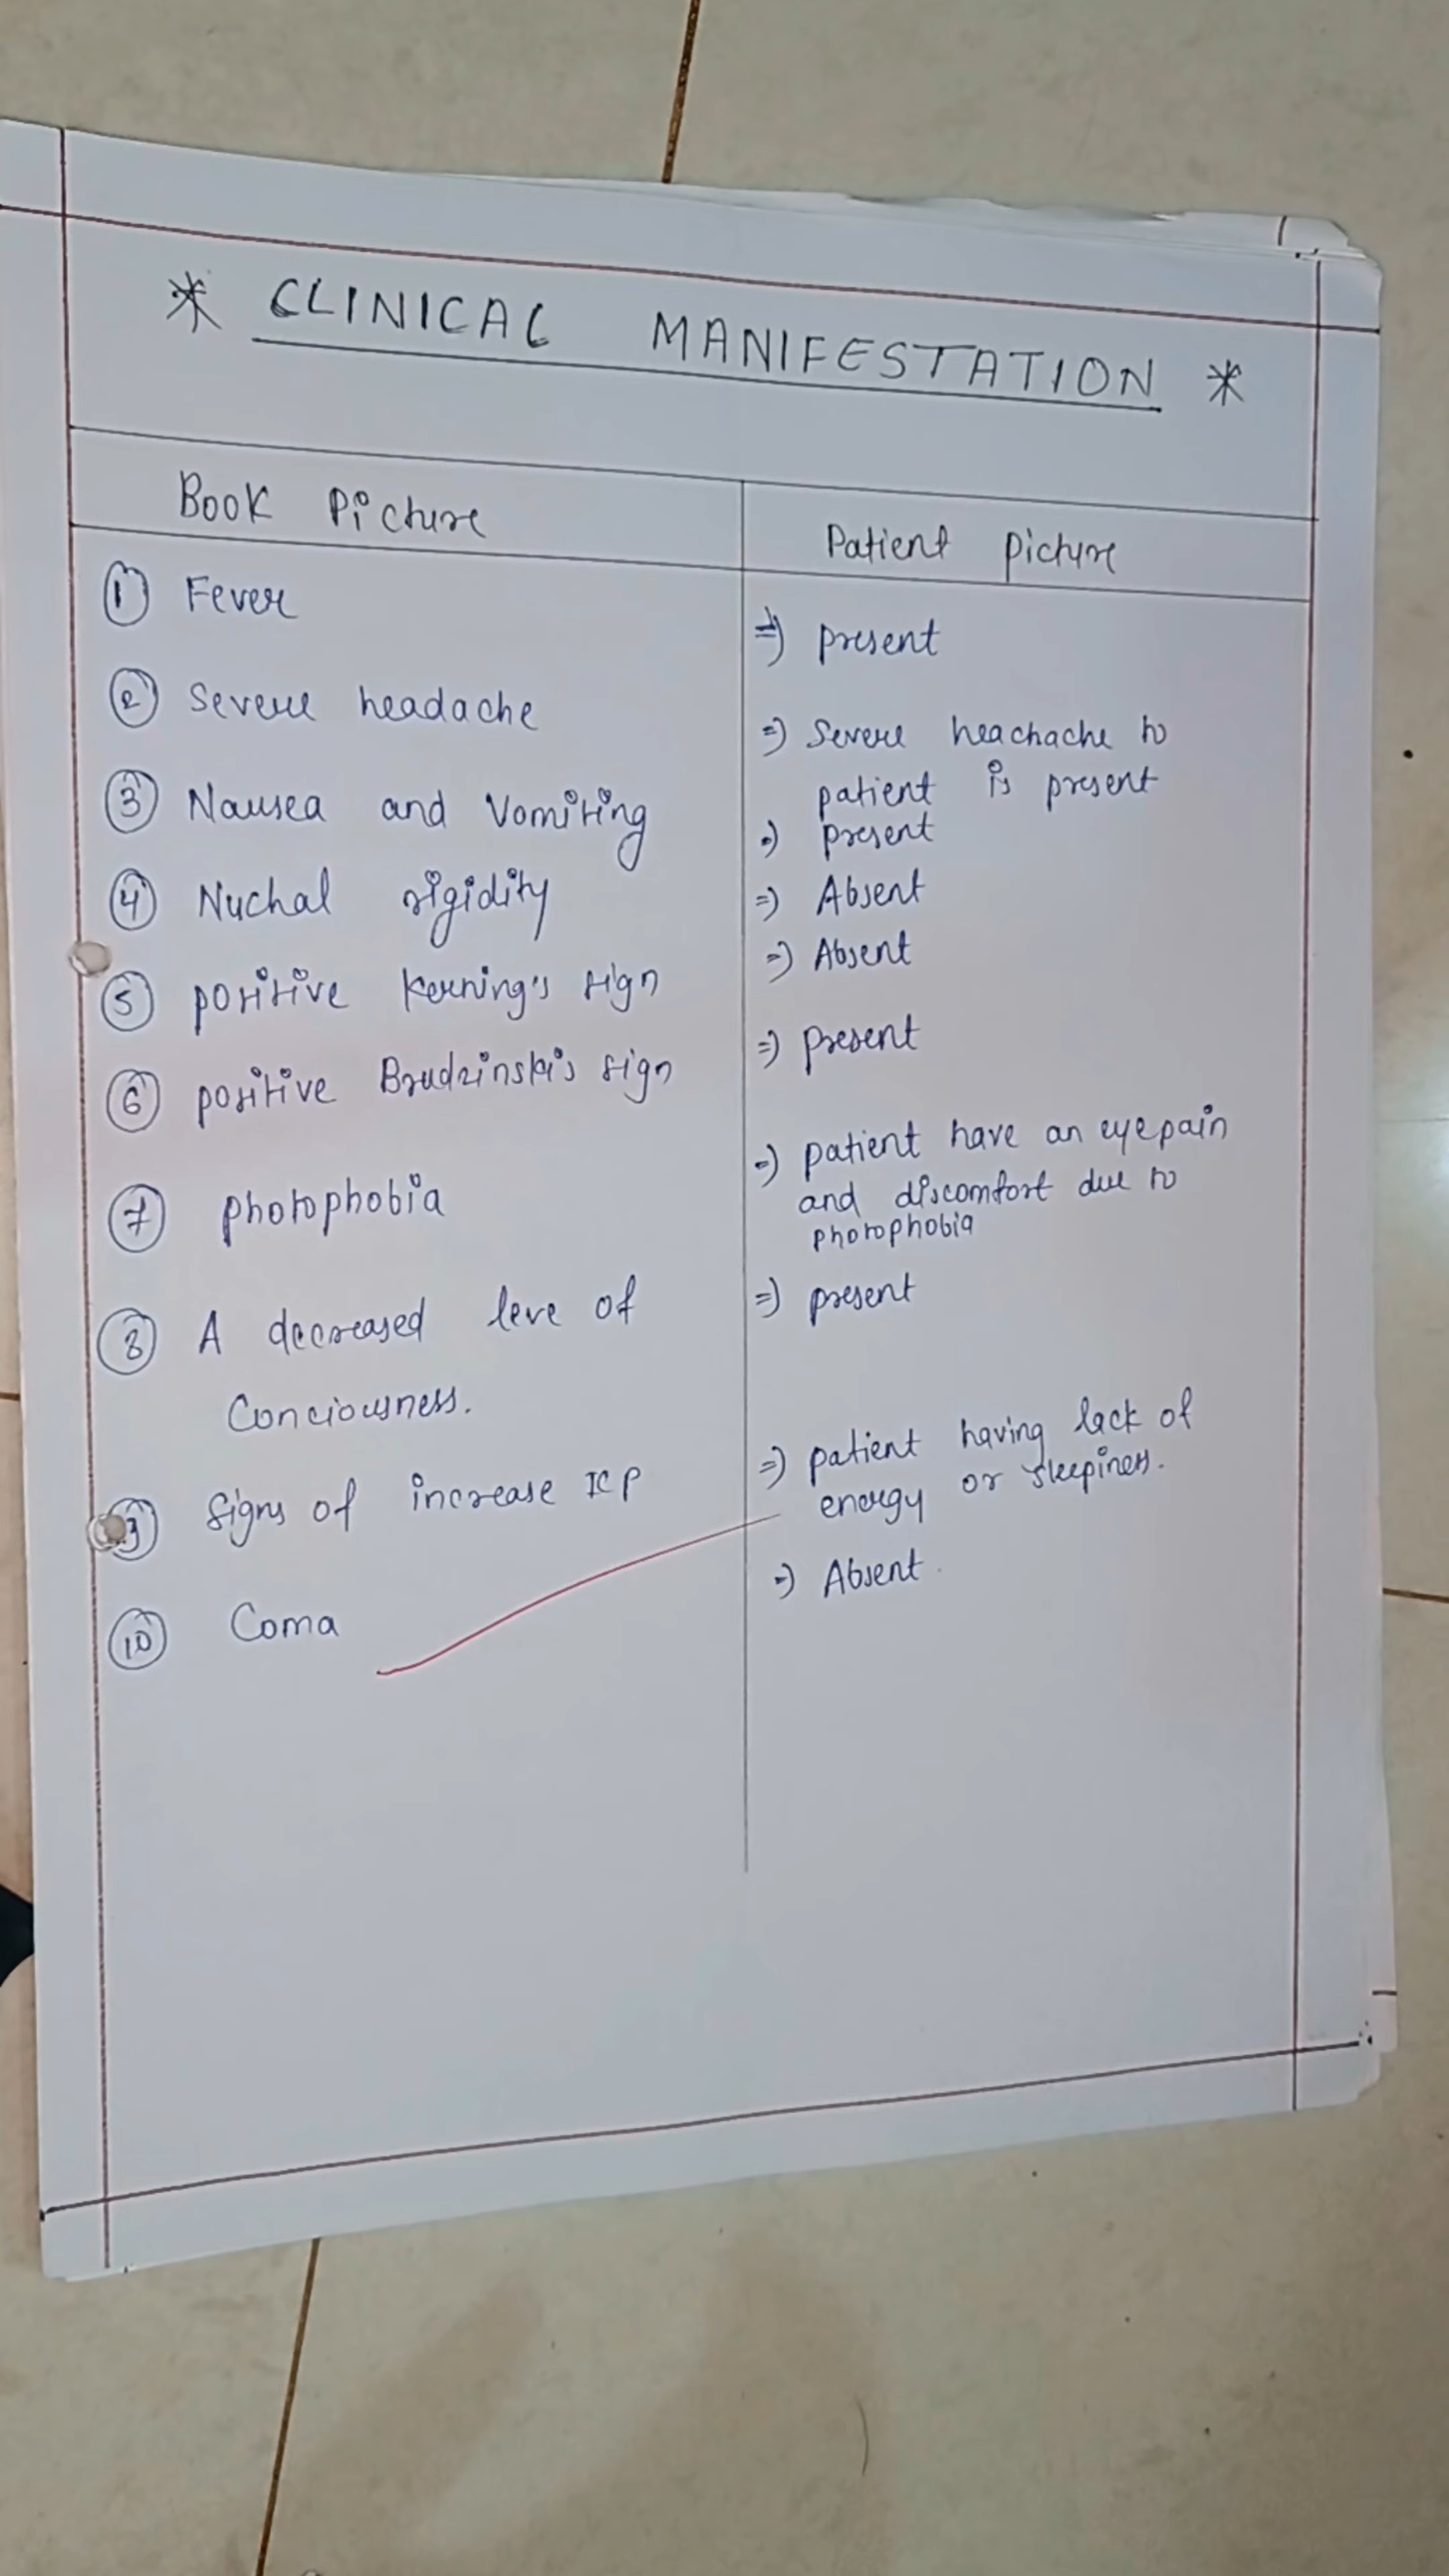 * CLINICAL MANIFESTATION *
Book Picture
Patient picture
① Fever
⇒ present
② Severe headache
⇒ Severe heachache to
patient is present
③ Nausea and Vomiting
⇒ present
④ Nuchal rigidity
⇒ Absent
⑤ positive Kerning's sign
⇒ Absent
⑥ positive Brudzinski's sign
⇒ present
⑦ photophobia
⇒ patient have an eyepain
and discomfort due to
photophobia
⑧ A decreased leve of
Conciousness.
⇒ present
⑨ Signs of increase ICP
⇒ patient having lack of
energy or sleepiness.
⑩ Coma
⇒ Absent.